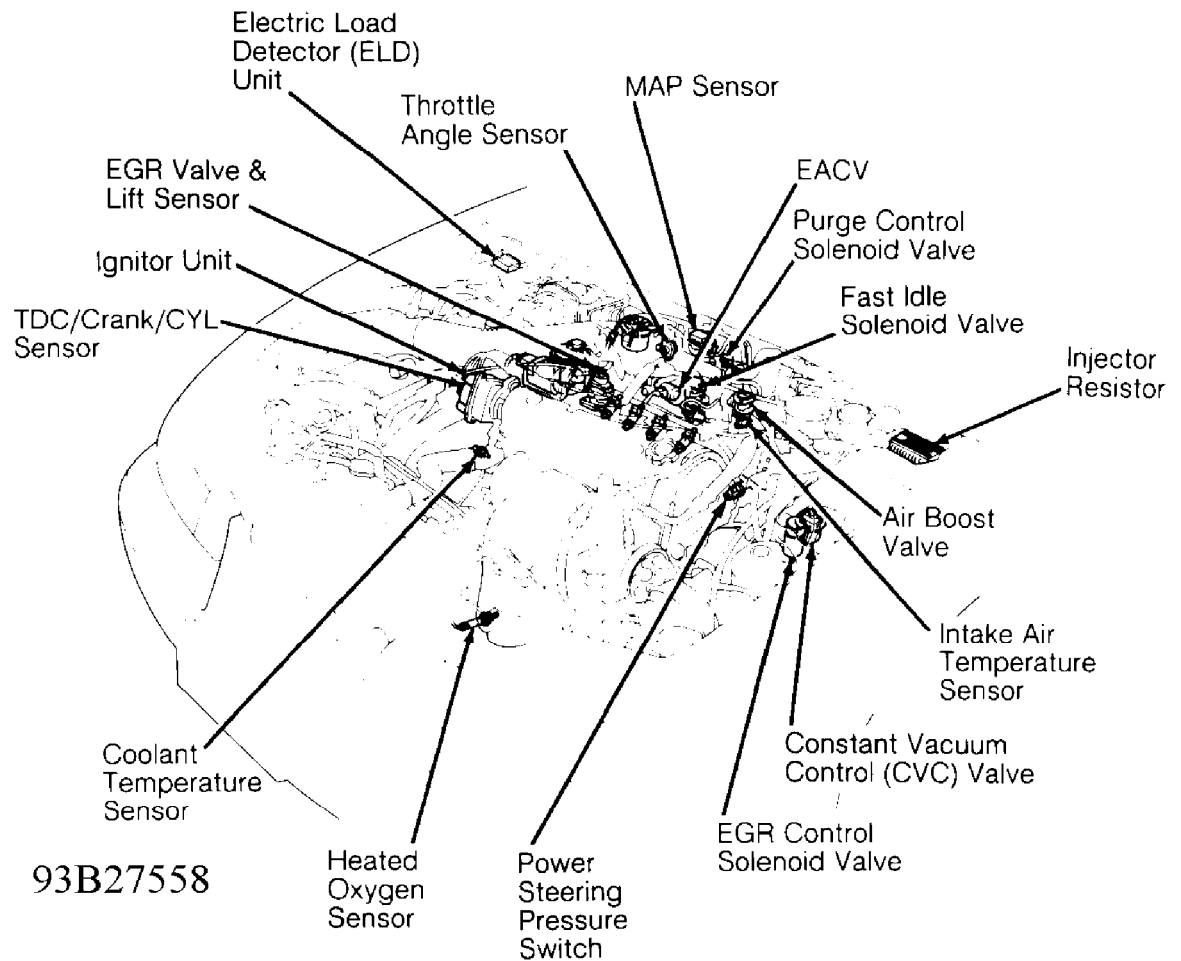 Electric Load
Detector (ELD)
Unit
MAP Sensor
Throttle
Angle Sensor
EGR Valve &
Lift Sensor
EACV
Purge Control
Solenoid Valve
Ignitor Unit
Fast Idle
Solenoid Valve
TDC/Crank/CYL
Sensor
Injector
Resistor
Air Boost
Valve
Intake Air
Temperature
Sensor
Constant Vacuum
Control (CVC) Valve
Coolant
Temperature
Sensor
EGR Control
Solenoid Valve
Heated
Oxygen
Sensor
Power
Steering
Pressure
Switch
93B27558